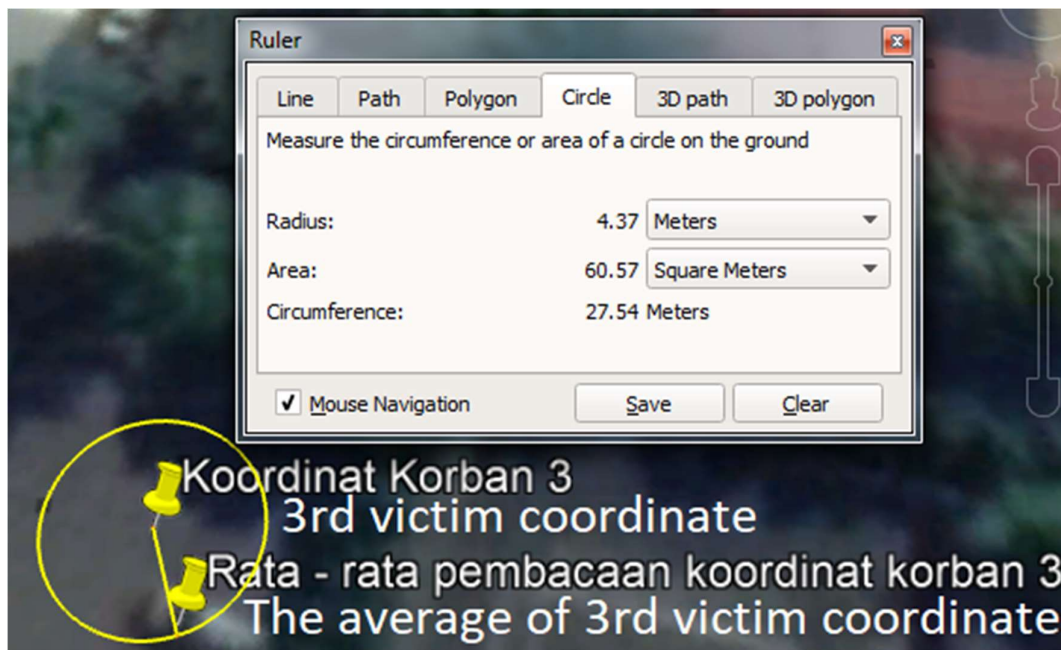 Ruler
Line Path Polygon Circle 3D path 3D polygon
Measure the circumference or area of a circle on the ground
Radius: 4.37 Meters
Area: 60.57 Square Meters
Circumference: 27.54 Meters
Mouse Navigation Save Clear
Koordinat Korban 3
3rd victim coordinate
Rata - rata pembacaan koordinat korban 3
The average of 3rd victim coordinate